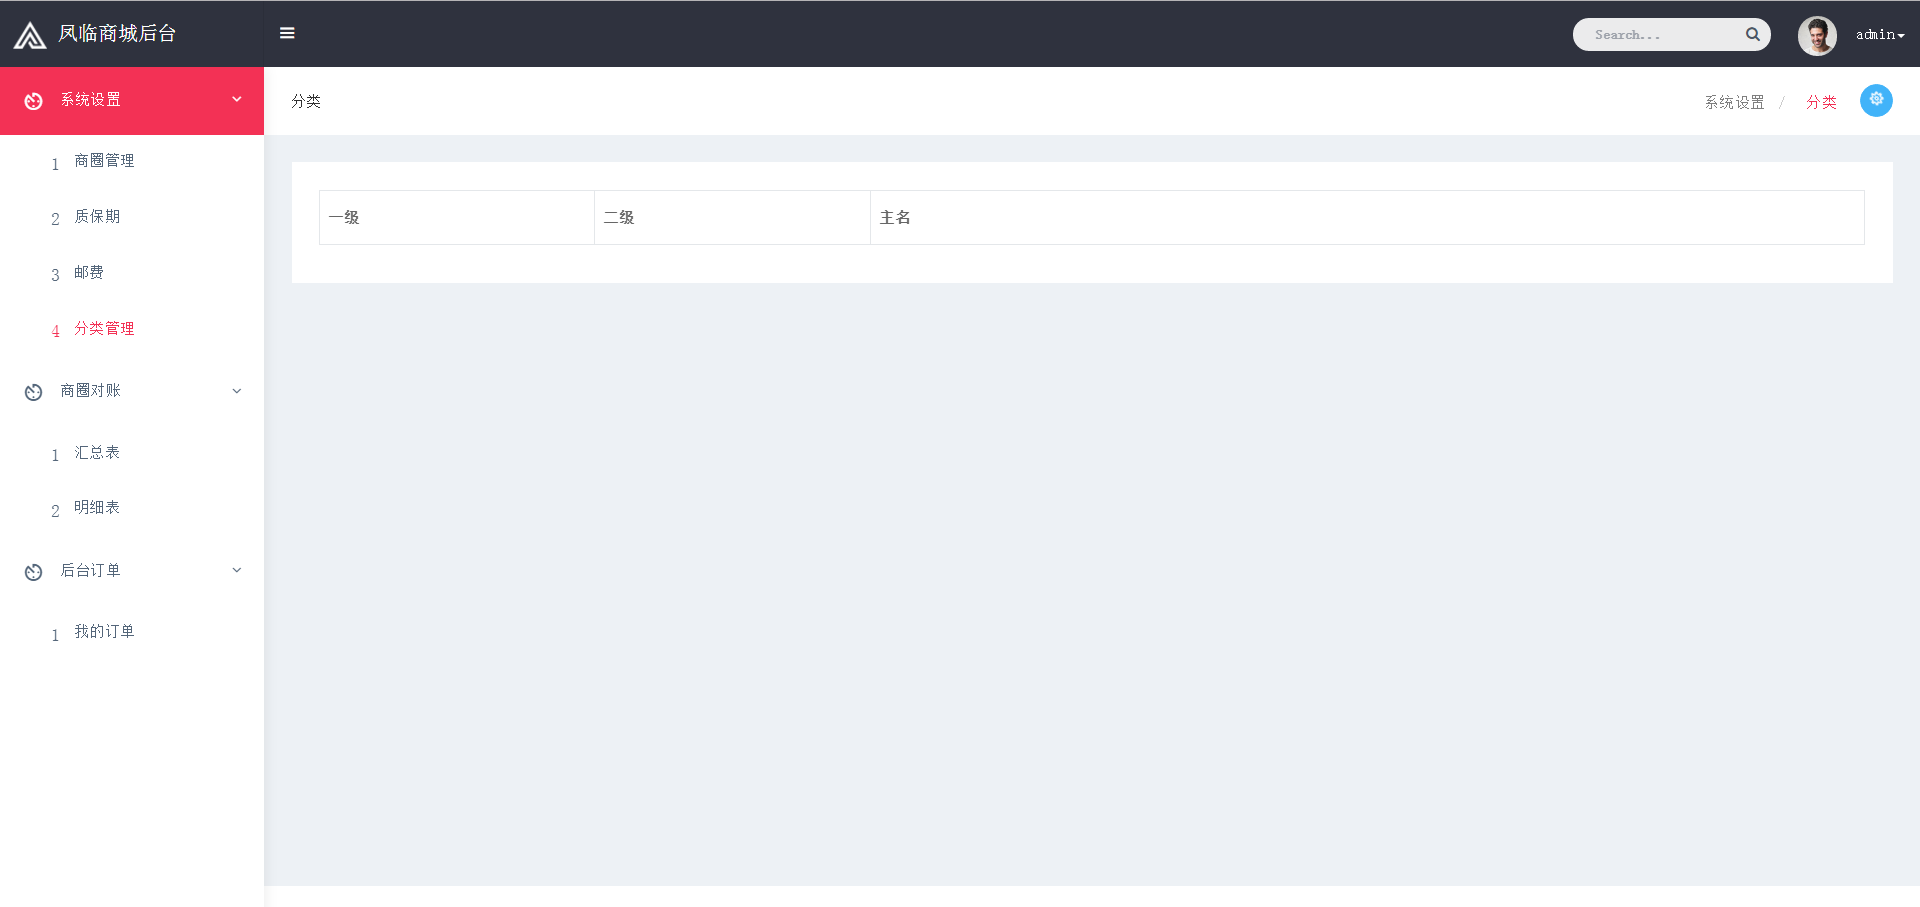 凤临商城后台
Search...
admin
系统设置
分类
系统设置 / 分类
1 商圈管理
2 质保期
3 邮费
4 分类管理
一级 二级 主名
商圈对账
1 汇总表
2 明细表
后台订单
1 我的订单